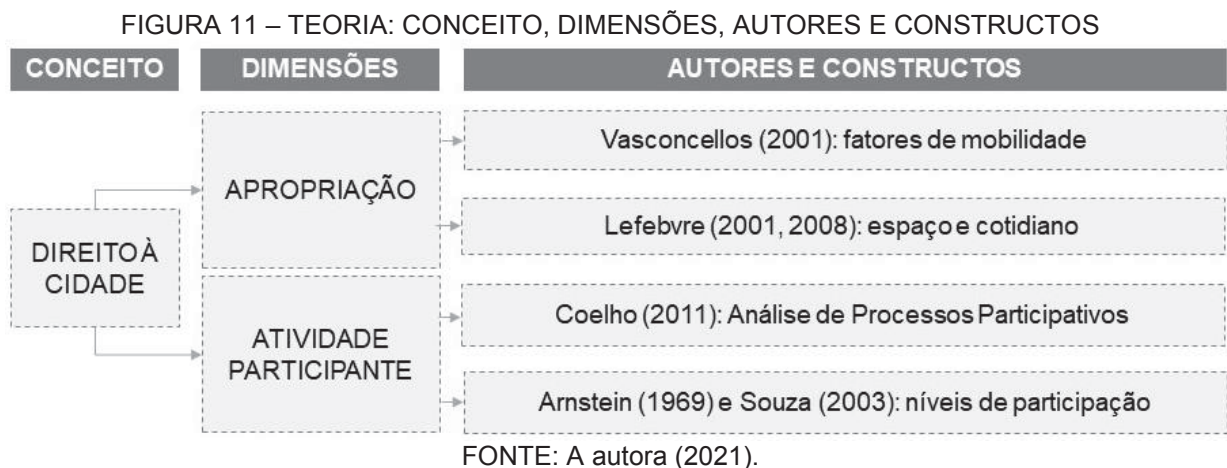 FIGURA 11 – TEORIA: CONCEITO, DIMENSÕES, AUTORES E CONSTRUCTOS
CONCEITO
DIMENSÕES
AUTORES E CONSTRUCTOS
DIREITO À
CIDADE
APROPRIAÇÃO
Vasconcellos (2001): fatores de mobilidade
Lefebvre (2001, 2008): espaço e cotidiano
ATIVIDADE
PARTICIPANTE
Coelho (2011): Análise de Processos Participativos
Arnstein (1969) e Souza (2003): níveis de participação
FONTE: A autora (2021).